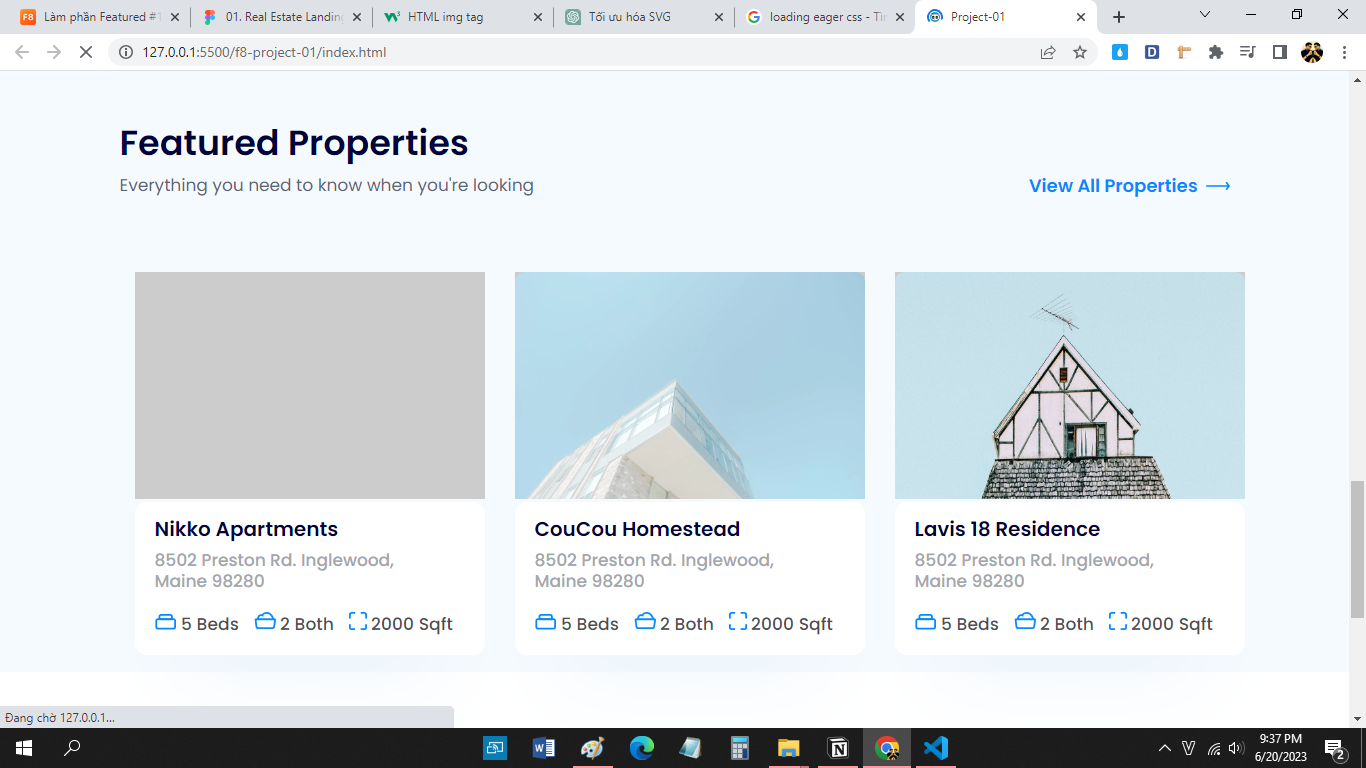 F8 Làm phần Featured #1
01. Real Estate Landing
HTML img tag
Tối ưu hóa SVG
loading eager css - Tìm
Project-01
127.0.0.1:5500/f8-project-01/index.html
Featured Properties
Everything you need to know when you're looking
View All Properties
Nikko Apartments
8502 Preston Rd. Inglewood,
Maine 98280
5 Beds 2 Both 2000 Sqft
CouCou Homestead
8502 Preston Rd. Inglewood,
Maine 98280
5 Beds 2 Both 2000 Sqft
Lavis 18 Residence
8502 Preston Rd. Inglewood,
Maine 98280
5 Beds 2 Both 2000 Sqft
Đang chờ 127.0.0.1...
9:37 PM
6/20/2023
2